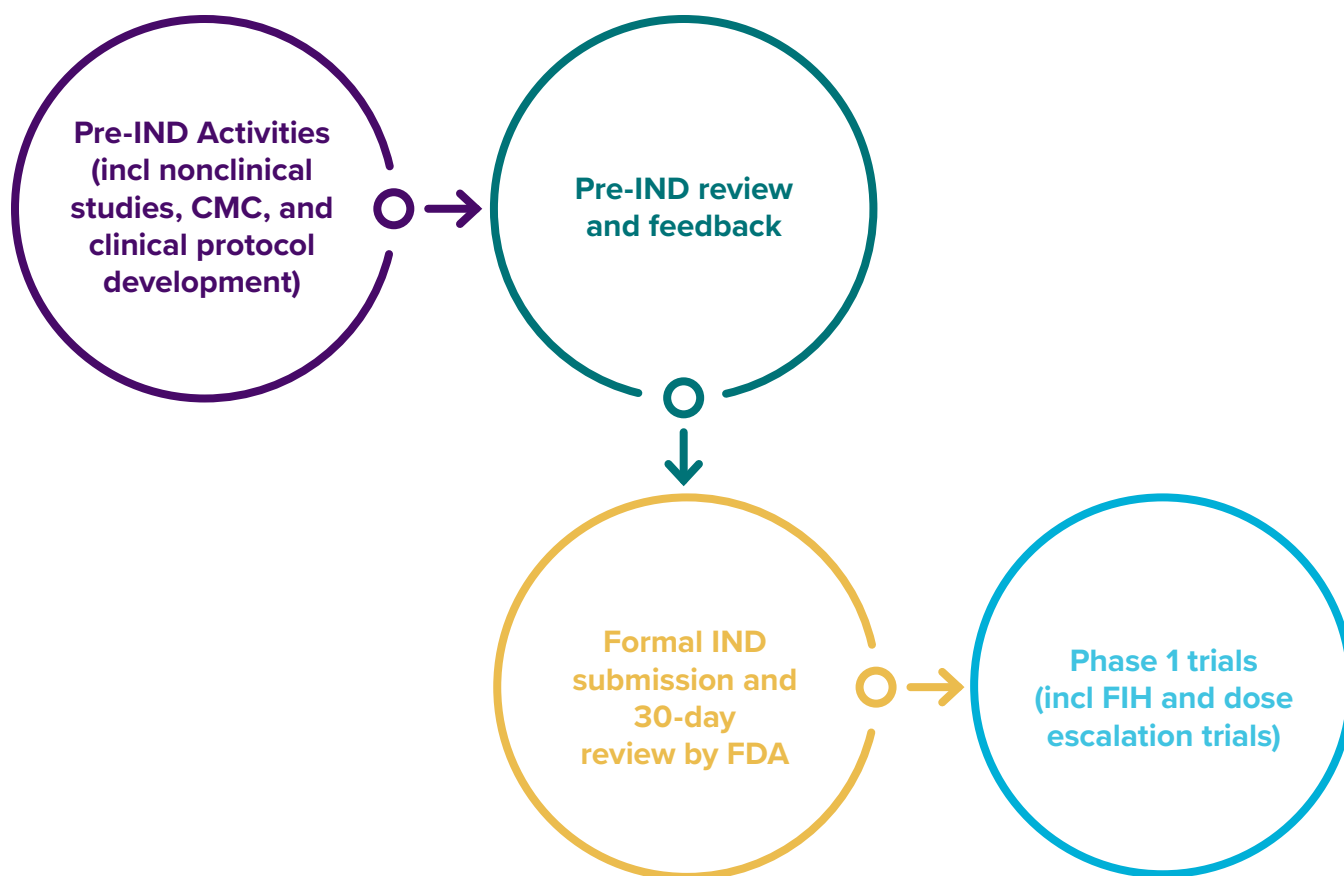 Pre-IND Activities
(incl nonclinical
studies, CMC, and
clinical protocol
development)
Pre-IND review
and feedback
Formal IND
submission and
30-day
review by FDA
Phase 1 trials
(incl FIH and dose
escalation trials)